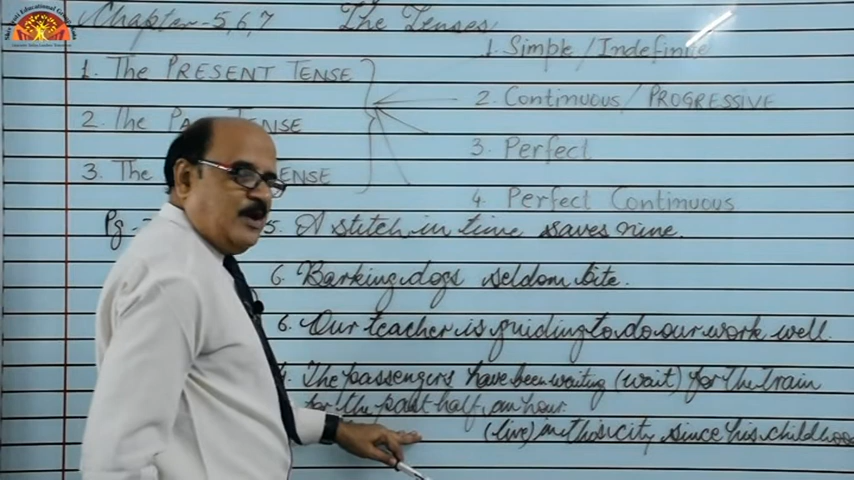 Chapter-5,6,7 The Tenses
1. Simple / Indefinite
1. The PRESENT TENSE
2. Continuous / PROGRESSIVE
2. The TENSE
3. Perfect
3. The TENSE
4. Perfect Continuous
Pg- 5. A stitch in time saves nine.
6. Barking dogs seldom bite.
6. Our teacher is guiding to do our work well.
The passengers have been waiting (wait) for the train
for the past half an hour.
(live) in this city since his childhood